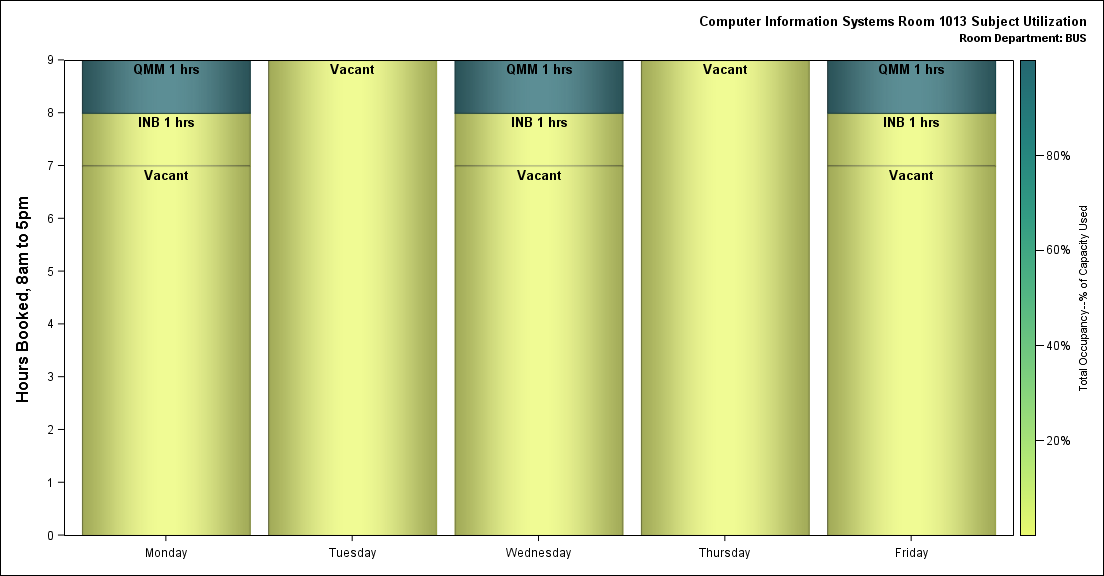 Computer Information Systems Room 1013 Subject Utilization
Room Department: BUS
Hours Booked, 8am to 5pm
9
8
7
6
5
4
3
2
1
0
QMM 1 hrs
INB 1 hrs
Vacant
Vacant
QMM 1 hrs
INB 1 hrs
Vacant
Vacant
QMM 1 hrs
INB 1 hrs
Vacant
Monday
Tuesday
Wednesday
Thursday
Friday
80%
60%
40%
20%
Total Occupancy--% of Capacity Used